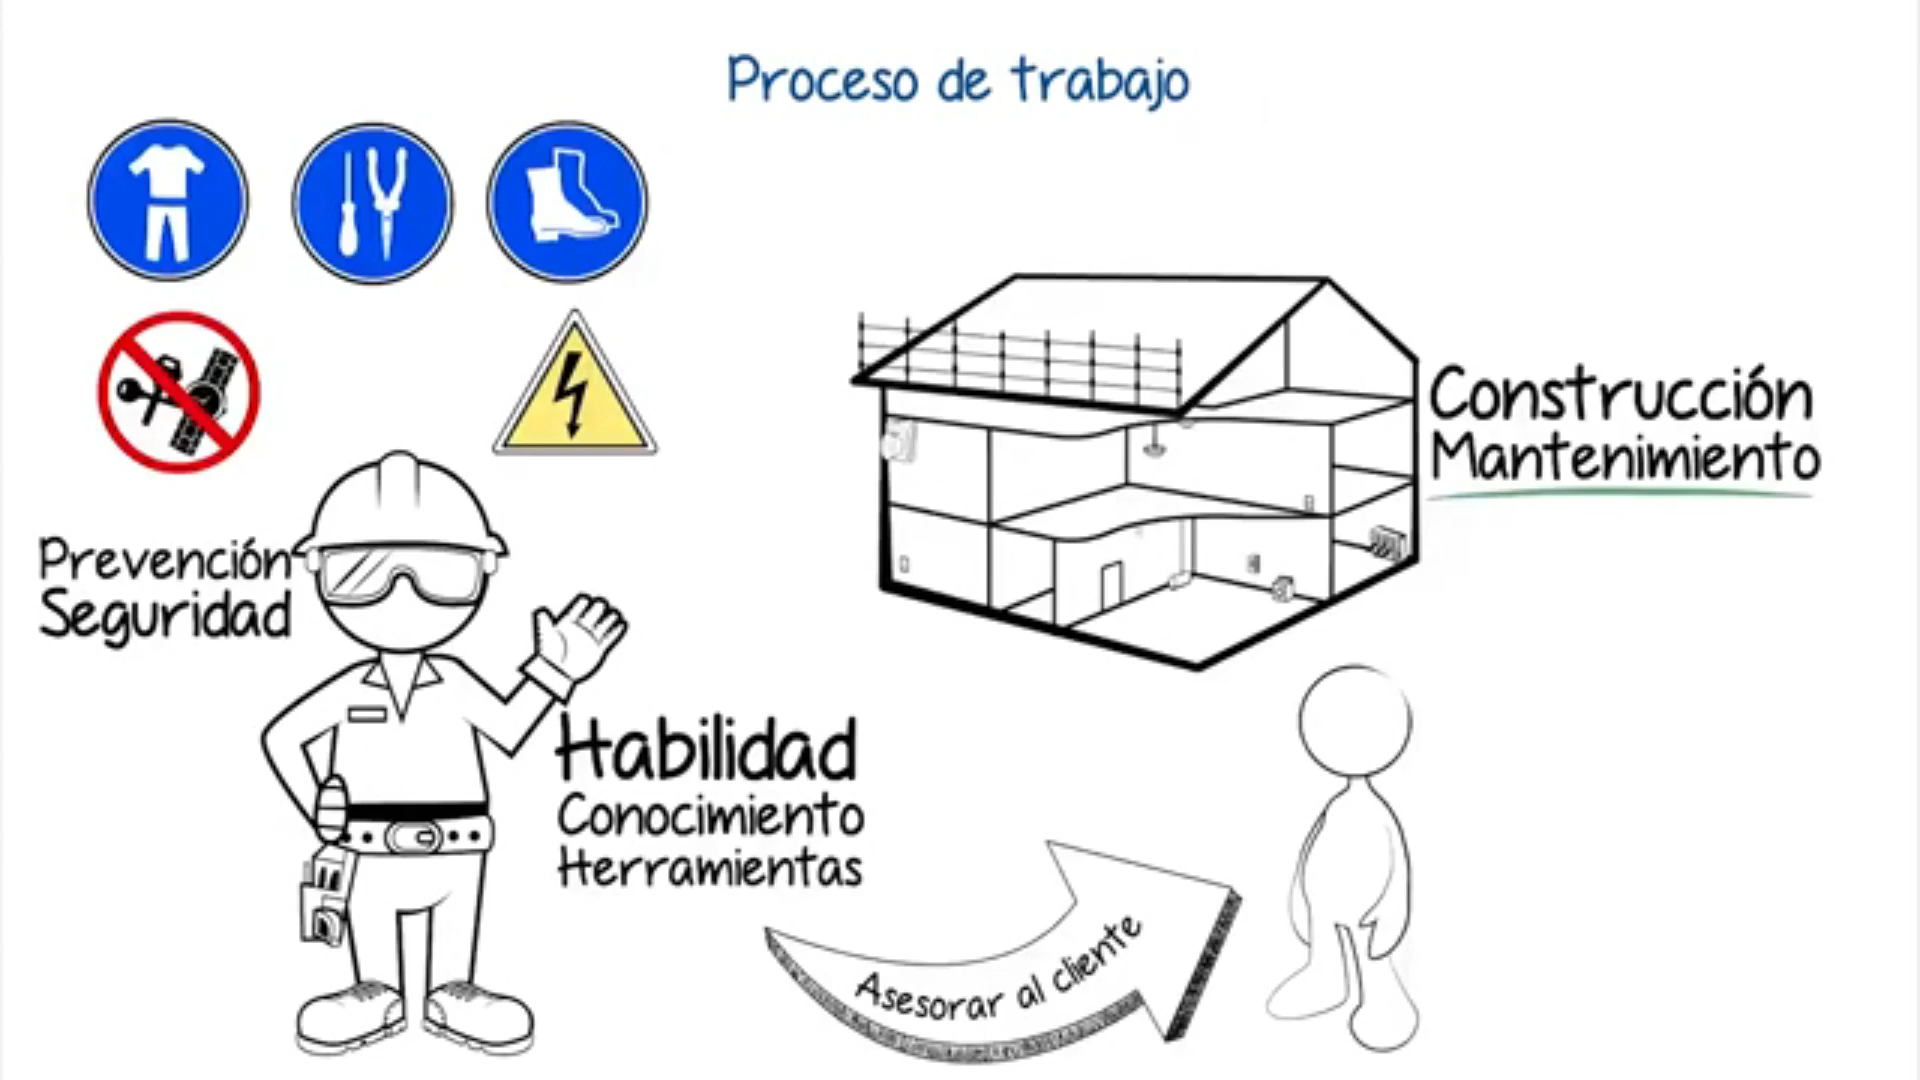 Proceso de trabajo
Prevención
Seguridad
Construcción
Mantenimiento
Habilidad
Conocimiento
Herramientas
Asesorar al cliente